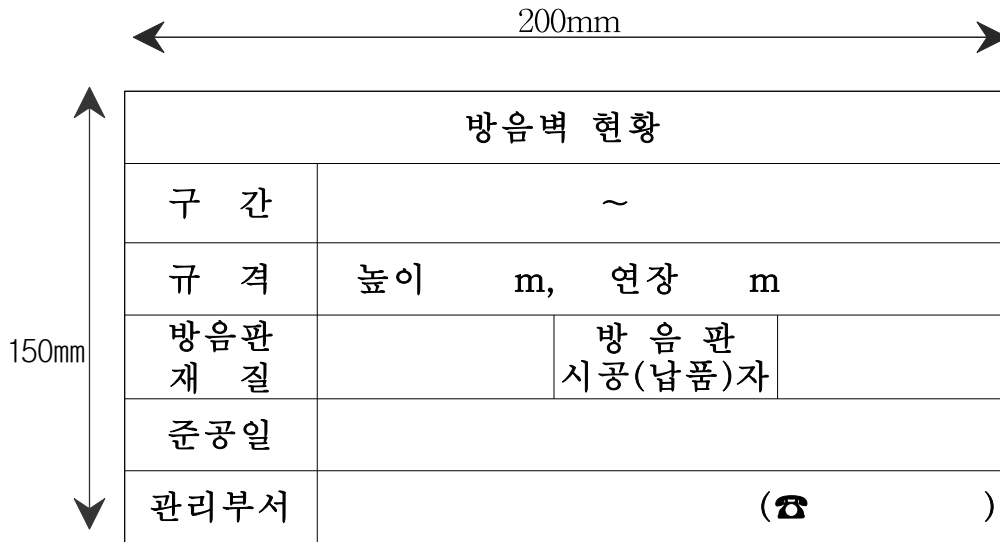 200mm
방음벽 현황
구 간 ~
규 격 높이 m, 연장 m
150mm
방음판 방 음 판
재 질 시공(납품)자
준공일
관리부서 (☎ )